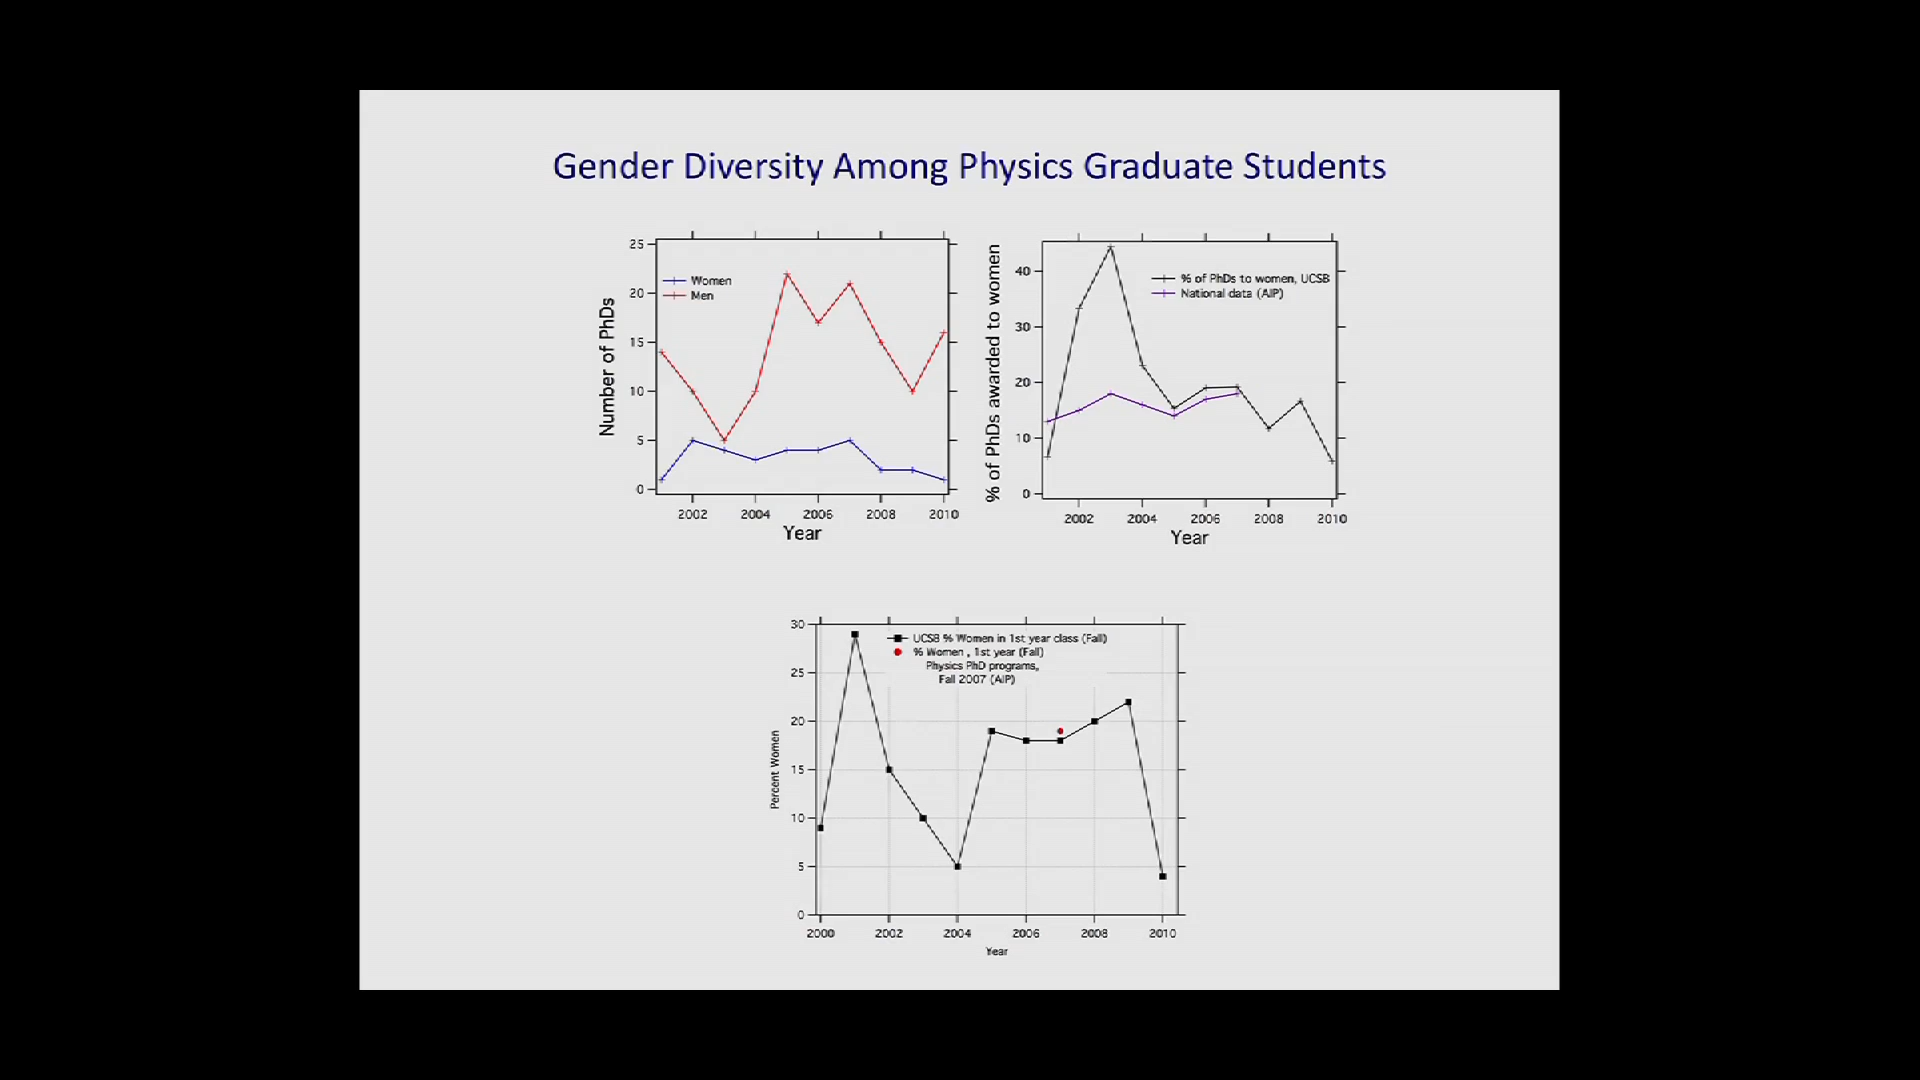 Gender Diversity Among Physics Graduate Students
Number of PhDs
25
20
15
10
5
0
Women
Men
2002 2004 2006 2008 2010
Year
% of PhDs awarded to women
40
30
20
10
0
% of PhDs to women, UCSB
National data (AIP)
2002 2004 2006 2008 2010
Year
Percent Women
30
25
20
15
10
5
0
UCSB % Women in 1st year class (Fall)
% Women , 1st year (Fall)
Physics PhD programs,
Fall 2007 (AIP)
2000 2002 2004 2006 2008 2010
Year